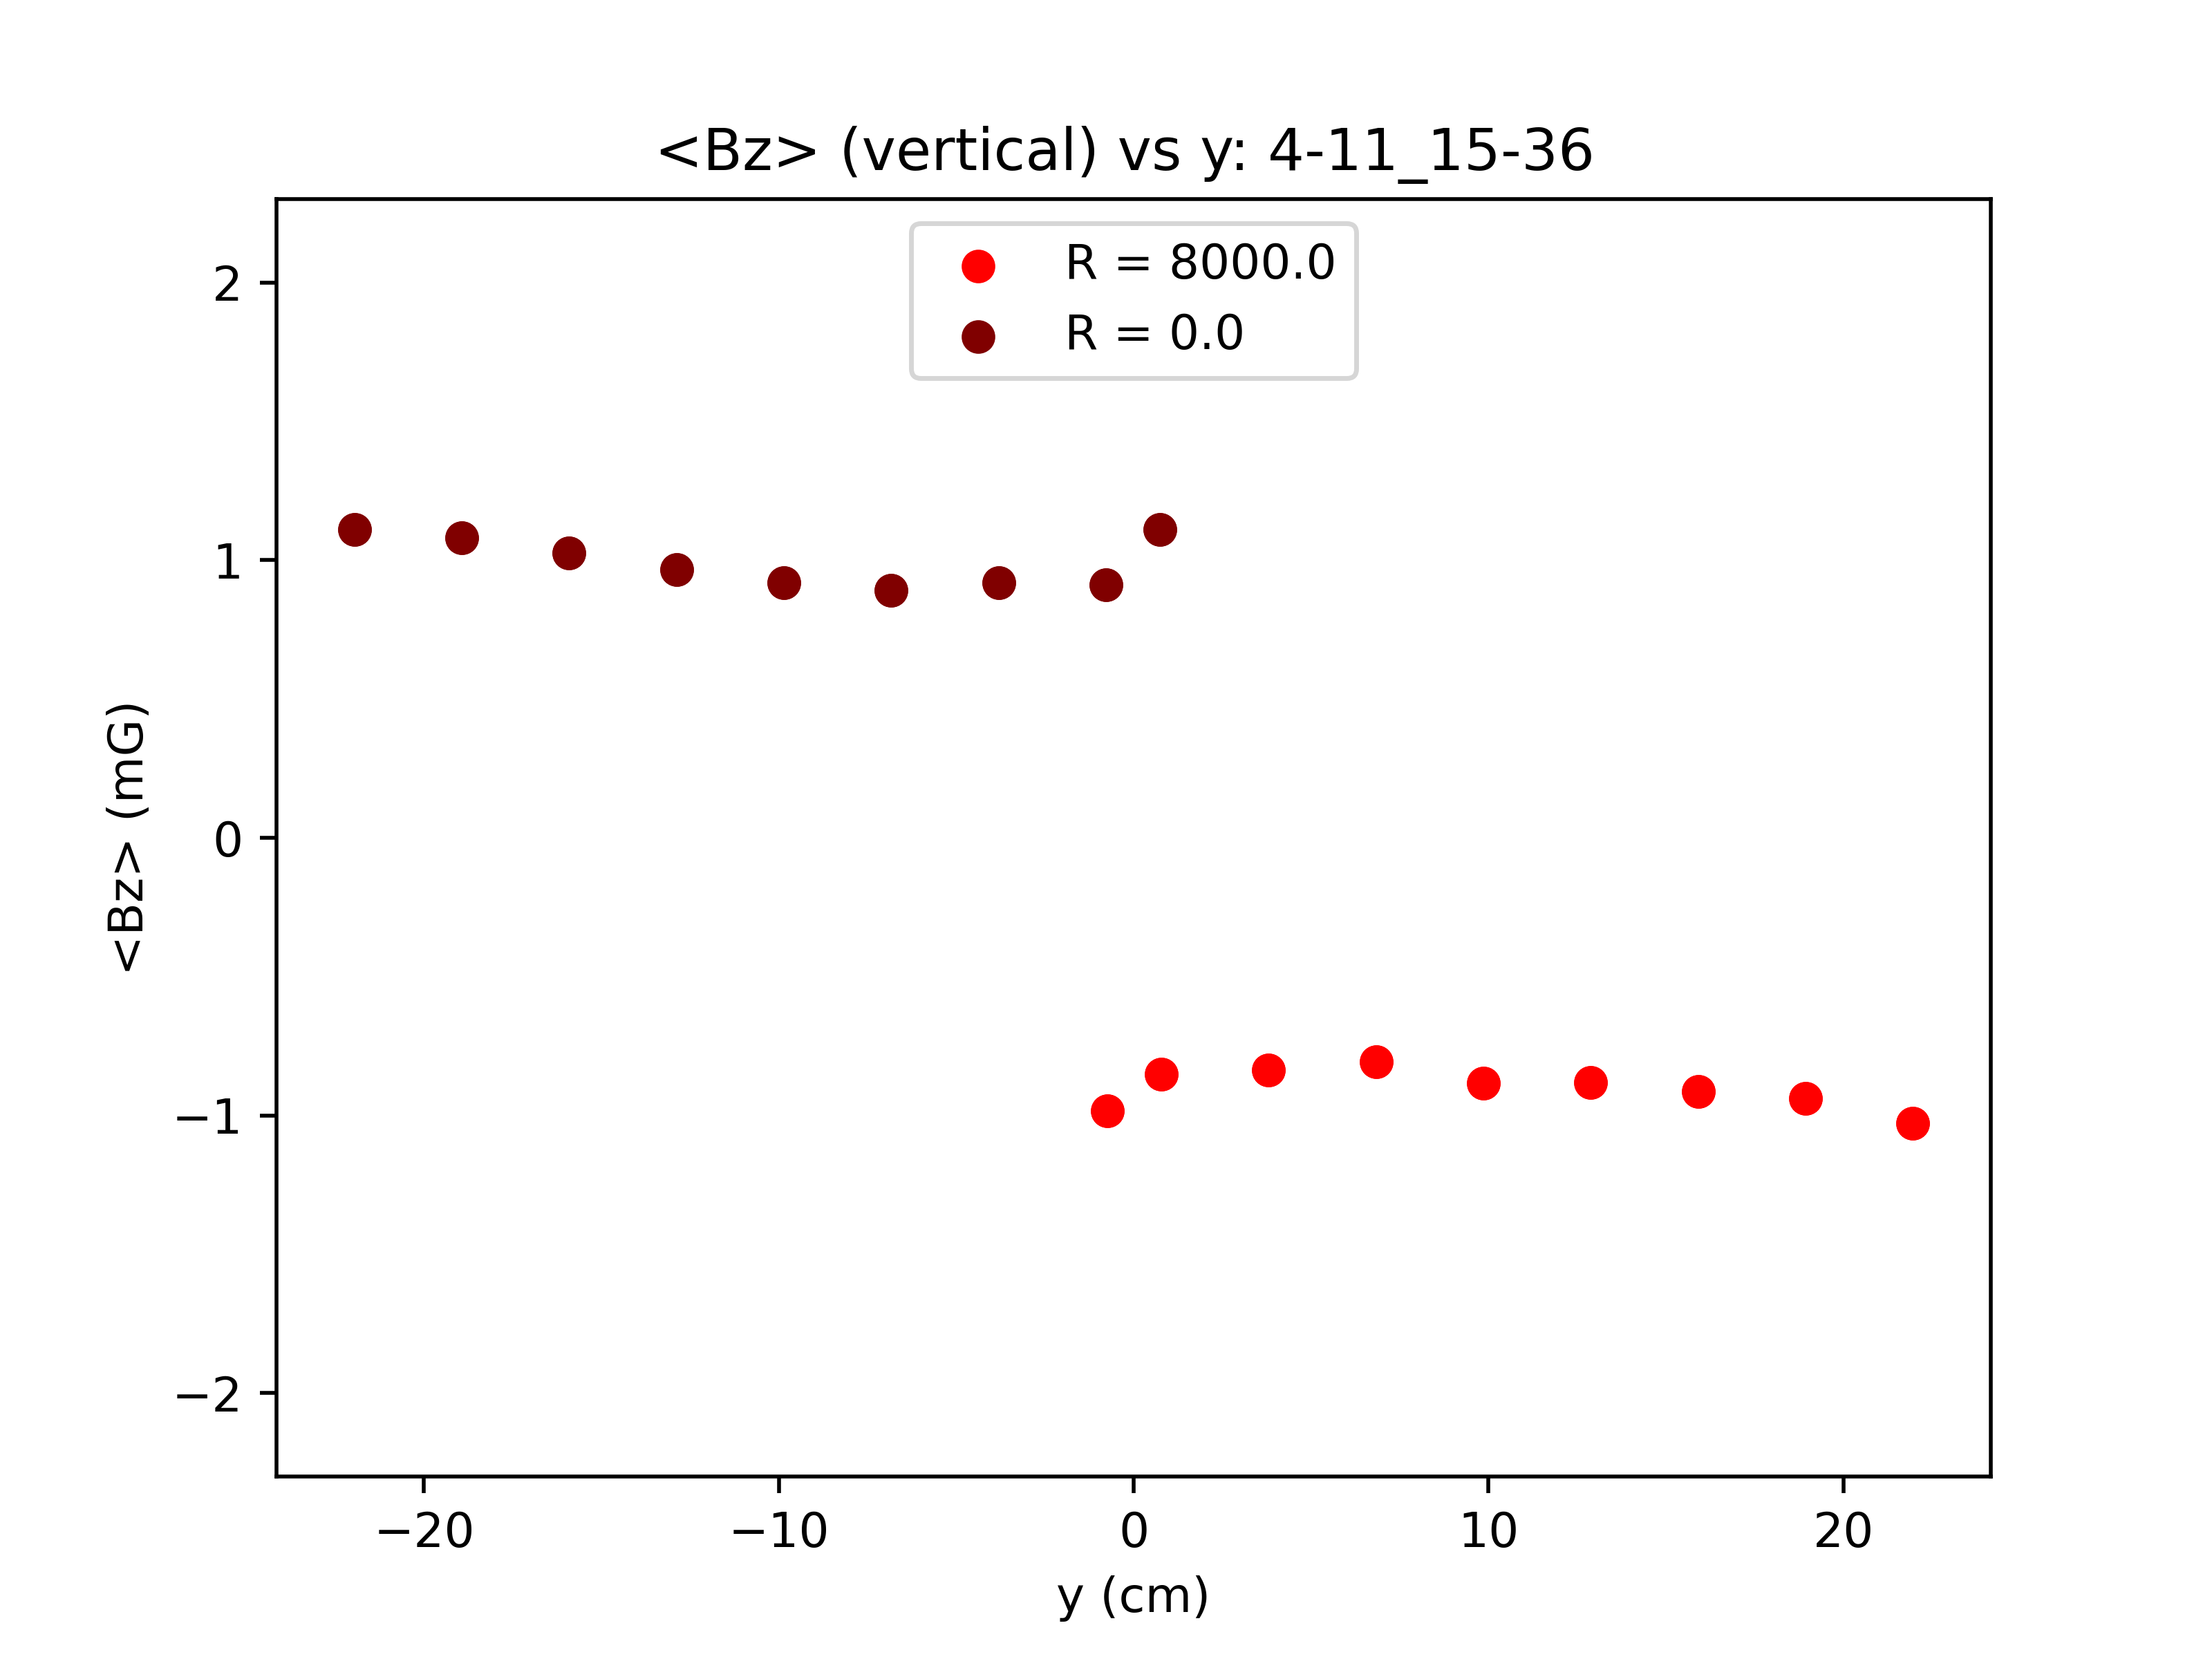 <Bz> (vertical) vs y: 4-11_15-36
R = 8000.0
R = 0.0
2
1
0
−1
−2
<Bz> (mG)
−20
−10
0
10
20
y (cm)